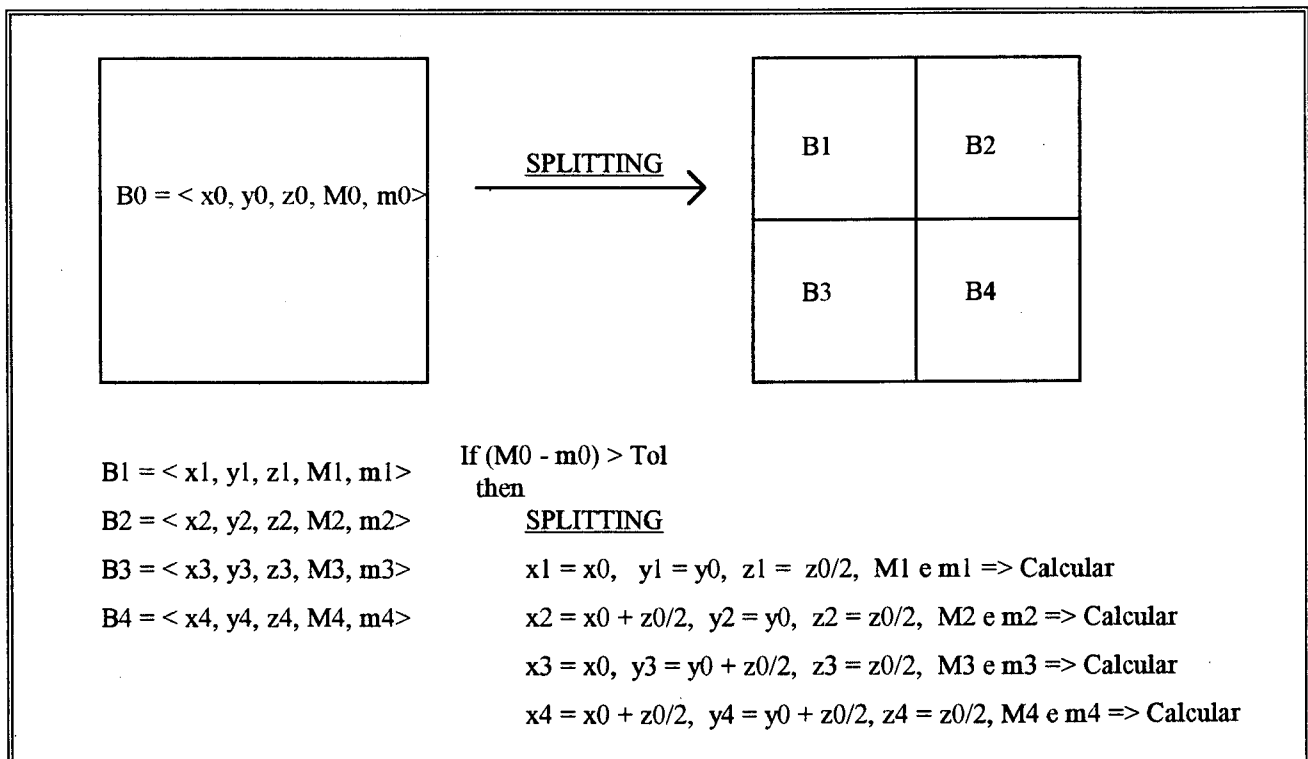 B0 = < x0, y0, z0, M0, m0>
SPLITTING
B1
B2
B3
B4
B1 = < x1, y1, z1, M1, m1>
B2 = < x2, y2, z2, M2, m2>
B3 = < x3, y3, z3, M3, m3>
B4 = < x4, y4, z4, M4, m4>
If (M0 - m0) > Tol
then
SPLITTING
x1 = x0, y1 = y0, z1 = z0/2, M1 e m1 => Calcular
x2 = x0 + z0/2, y2 = y0, z2 = z0/2, M2 e m2 => Calcular
x3 = x0, y3 = y0 + z0/2, z3 = z0/2, M3 e m3 => Calcular
x4 = x0 + z0/2, y4 = y0 + z0/2, z4 = z0/2, M4 e m4 => Calcular